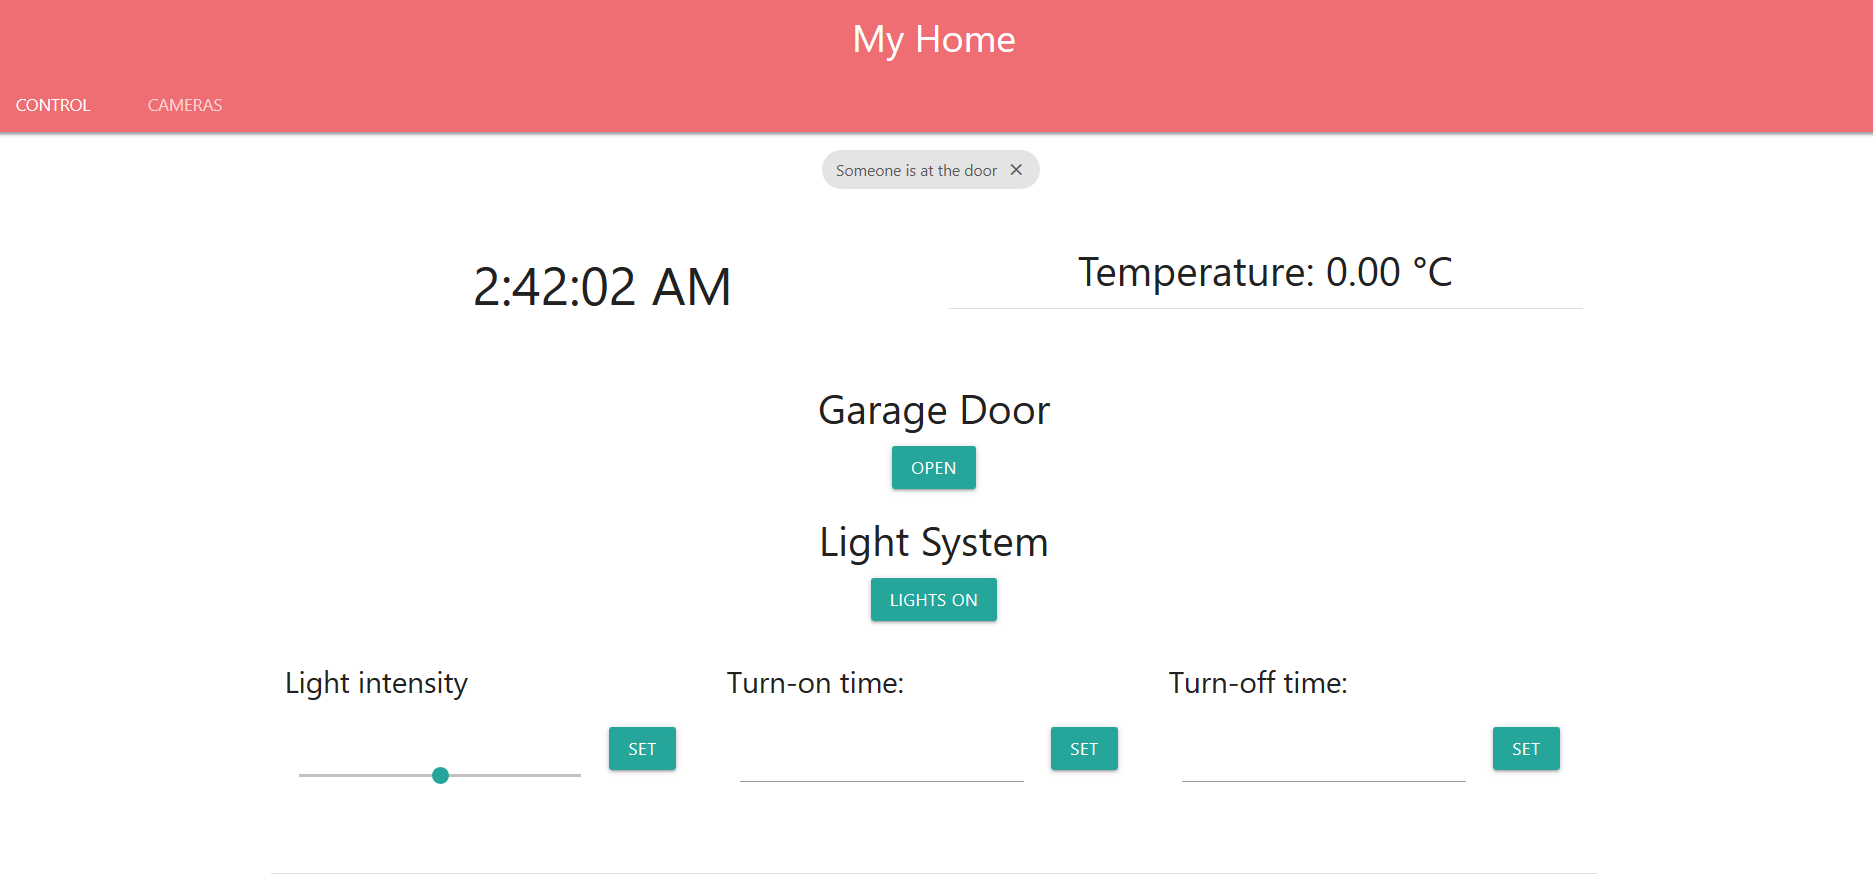 My Home
CONTROL CAMERAS
Someone is at the door
2:42:02 AM
Temperature: 0.00 °C
Garage Door
OPEN
Light System
LIGHTS ON
Light intensity
SET
Turn-on time:
SET
Turn-off time:
SET